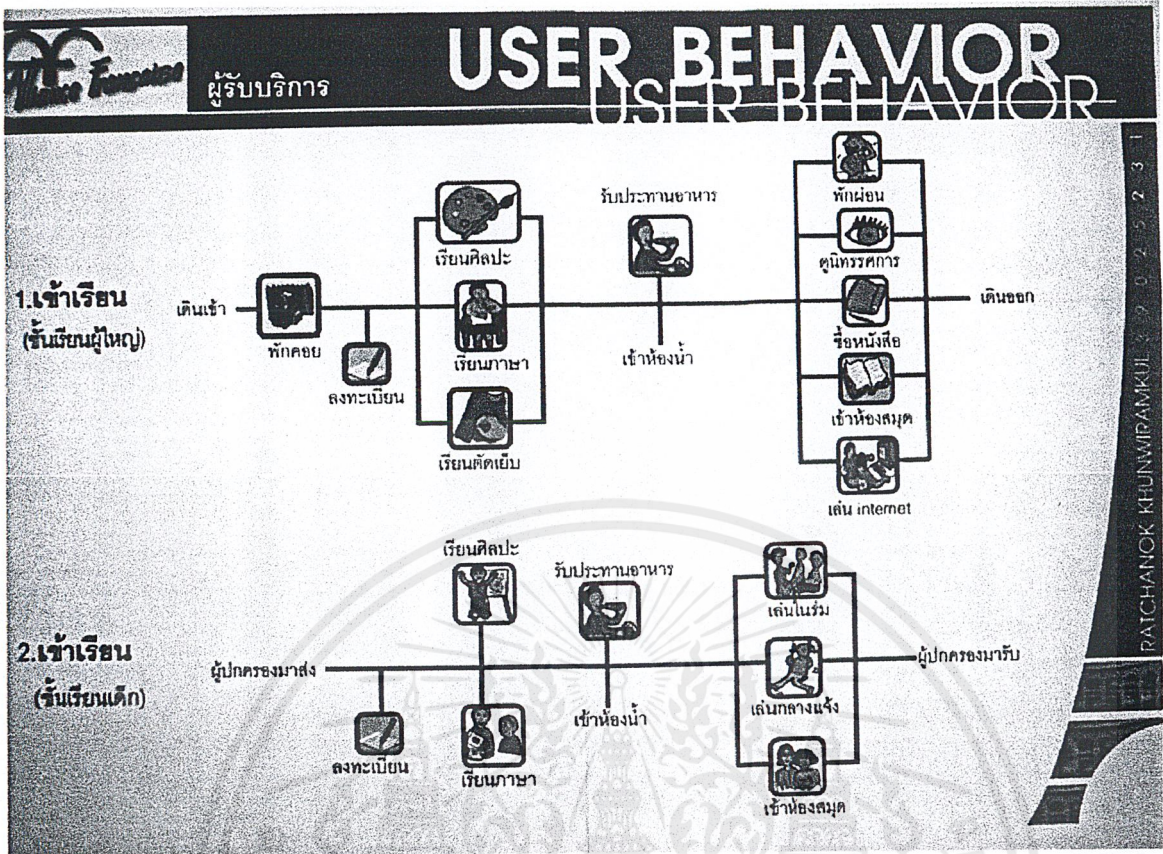 ผู้รับบริการ
USER BEHAVIOR
USER BEHAVIOR
1.เข้าเรียน
(ชั้นเรียนผู้ใหญ่)
เดินเข้า
พักคอย
ลงทะเบียน
เรียนศิลปะ
เรียนภาษา
เรียนตัดเย็บ
รับประทานอาหาร
เข้าห้องน้ำ
พักผ่อน
ดูนิทรรศการ
ซื้อหนังสือ
เข้าห้องสมุด
เล่น internet
เดินออก
2.เข้าเรียน
(ชั้นเรียนเด็ก)
ผู้ปกครองมาส่ง
ลงทะเบียน
เรียนศิลปะ
เรียนภาษา
รับประทานอาหาร
เข้าห้องน้ำ
เล่นในร่ม
เล่นกลางแจ้ง
เข้าห้องสมุด
ผู้ปกครองมารับ
RATCHANOK KHUNWIRAMKUL 3 9 0 2 5 2 3 1